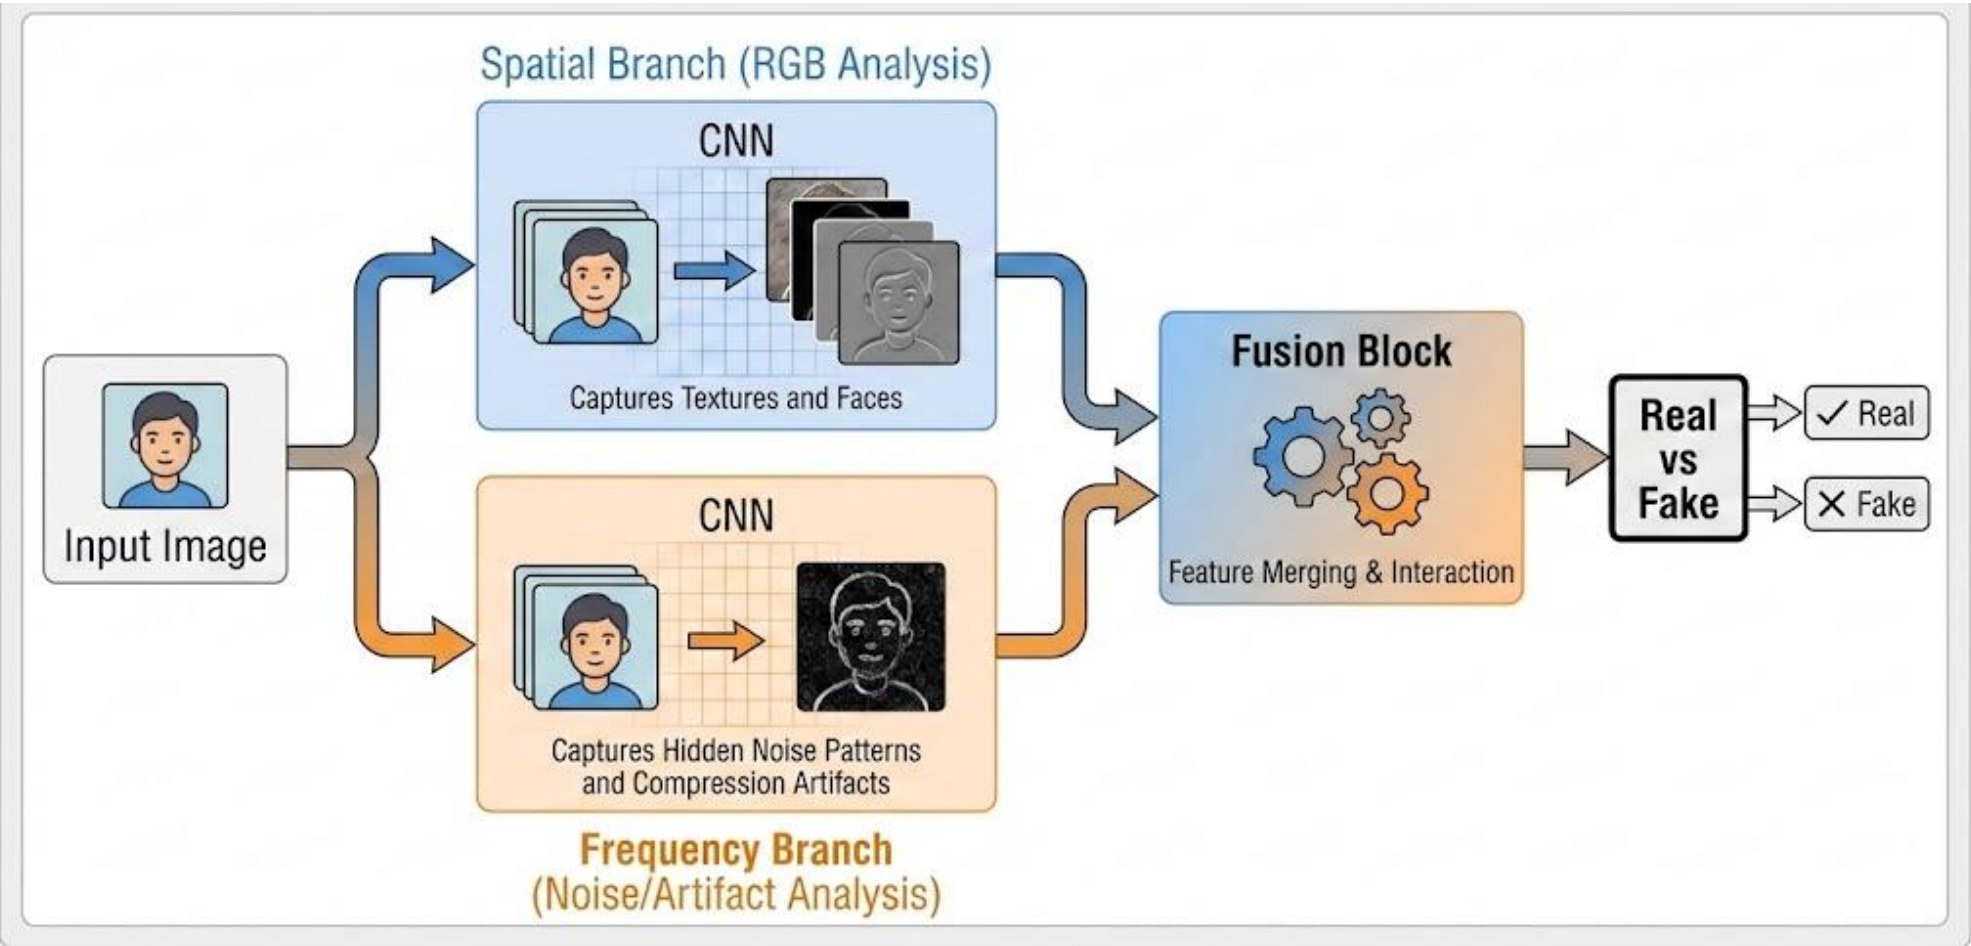 Spatial Branch (RGB Analysis)
CNN
Captures Textures and Faces
Input Image
CNN
Captures Hidden Noise Patterns
and Compression Artifacts
Frequency Branch
(Noise/Artifact Analysis)
Fusion Block
Feature Merging & Interaction
Real
vs
Fake
✓ Real
✕ Fake